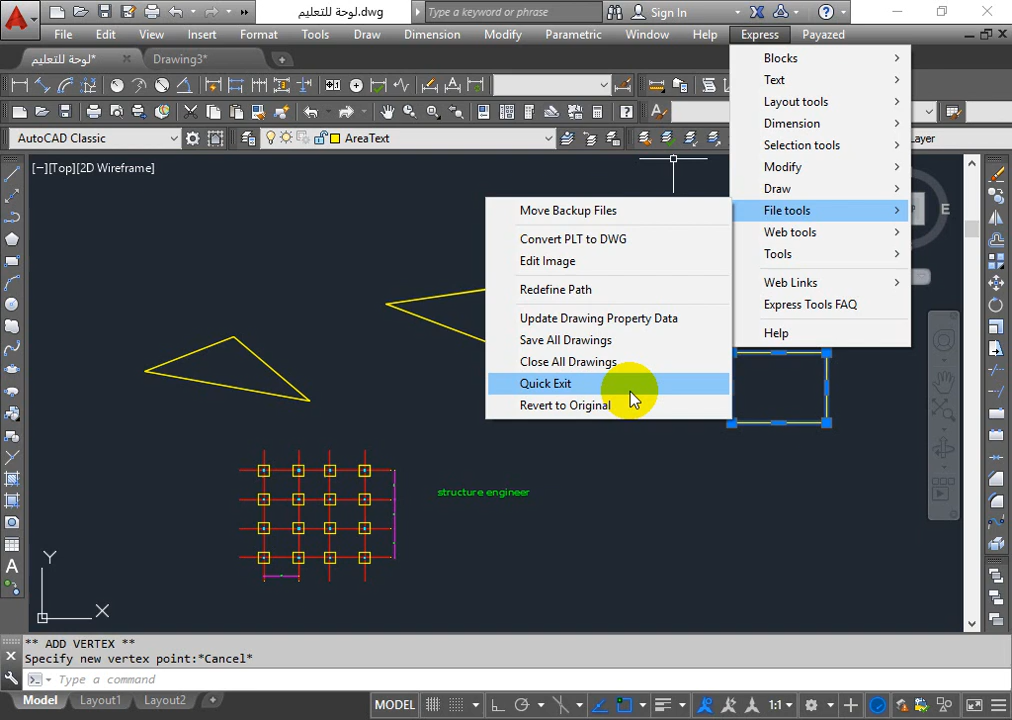 لوحة للتعليم.dwg
Type a keyword or phrase
Sign In
File Edit View Insert Format Tools Draw Dimension Modify Parametric Window Help Express Payazed
لوحة للتعليم*
Drawing3*
AutoCAD Classic
AreaText
Layer
[−][Top][2D Wireframe]
E
Blocks
Text
Layout tools
Dimension
Selection tools
Modify
Draw
File tools
Web tools
Tools
Web Links
Express Tools FAQ
Help
Move Backup Files
Convert PLT to DWG
Edit Image
Redefine Path
Update Drawing Property Data
Save All Drawings
Close All Drawings
Quick Exit
Revert to Original
structure engineer
Y
X
** ADD VERTEX **
Specify new vertex point:*Cancel*
Type a command
Model Layout1 Layout2 +
MODEL
1:1